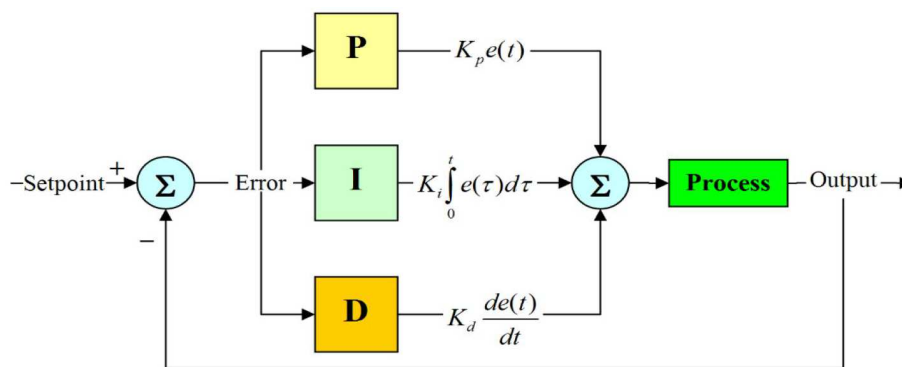 P
K_p e(t)
–Setpoint
+
Σ
Error
I
K_i ∫_0^t e(τ)dτ
Σ
Process
Output
–
D
K_d de(t)/dt